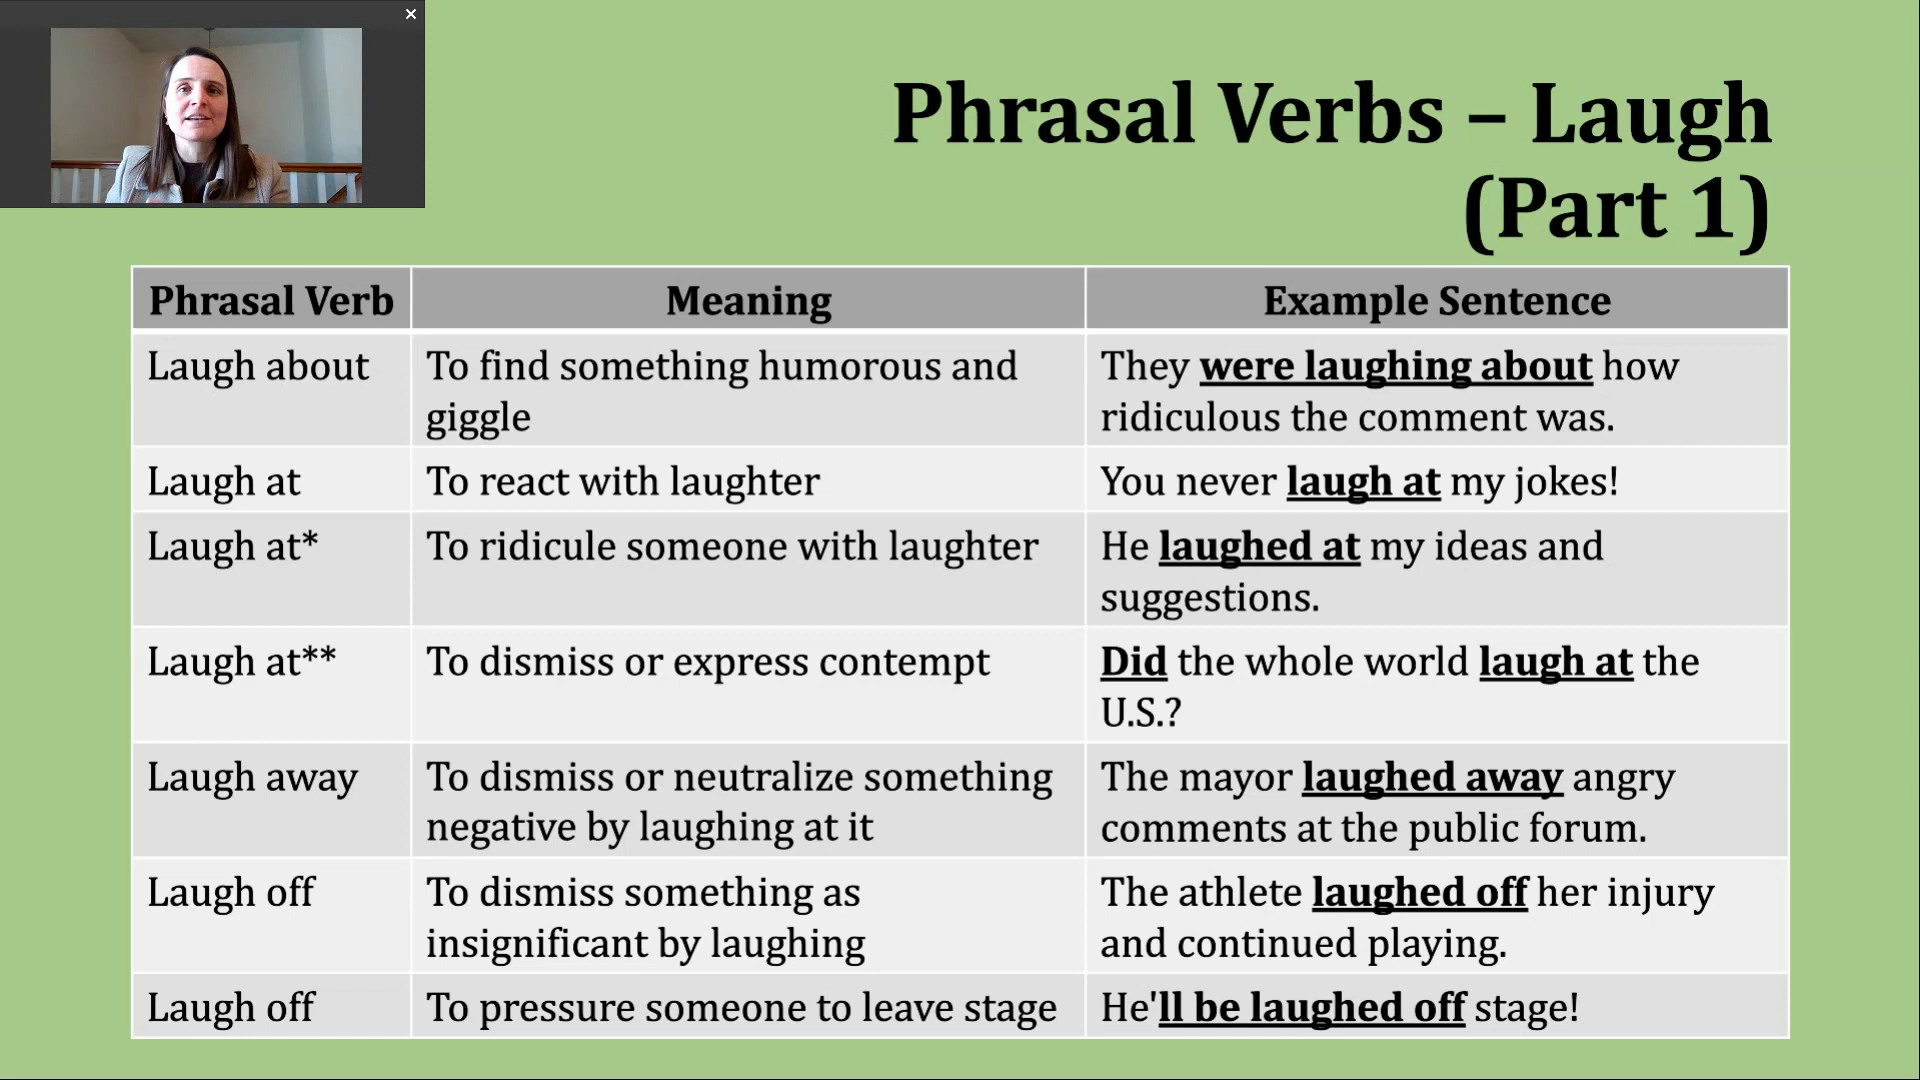 Phrasal Verbs – Laugh
(Part 1)
Phrasal Verb
Meaning
Example Sentence
Laugh about
To find something humorous and
giggle
They were laughing about how
ridiculous the comment was.
Laugh at
To react with laughter
You never laugh at my jokes!
Laugh at*
To ridicule someone with laughter
He laughed at my ideas and
suggestions.
Laugh at**
To dismiss or express contempt
Did the whole world laugh at the
U.S.?
Laugh away
To dismiss or neutralize something
negative by laughing at it
The mayor laughed away angry
comments at the public forum.
Laugh off
To dismiss something as
insignificant by laughing
The athlete laughed off her injury
and continued playing.
Laugh off
To pressure someone to leave stage
He'll be laughed off stage!